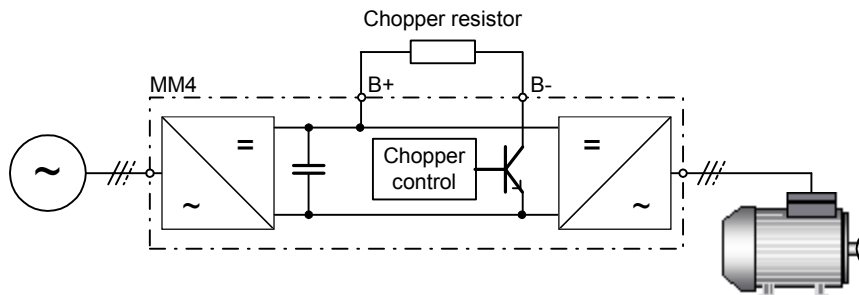 Chopper resistor
MM4
B+
B-
=
=
Chopper
control
~
~
~